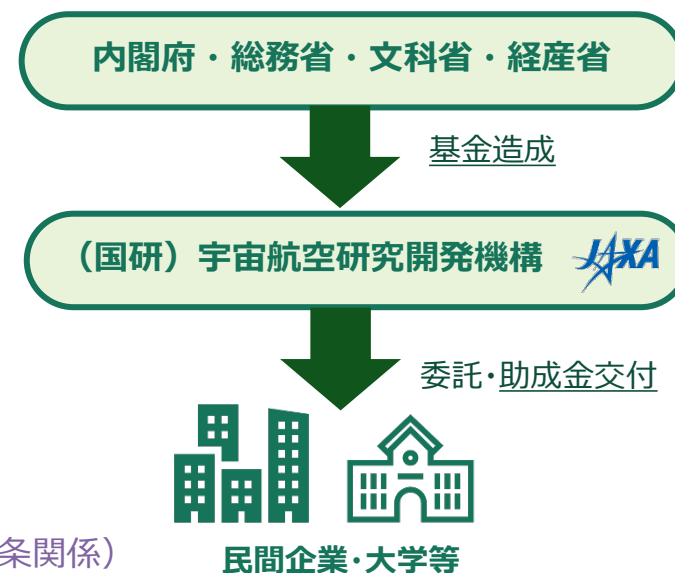 内閣府・総務省・文科省・経産省
基金造成
（国研）宇宙航空研究開発機構 JAXA
委託・助成金交付
条関係）
民間企業・大学等